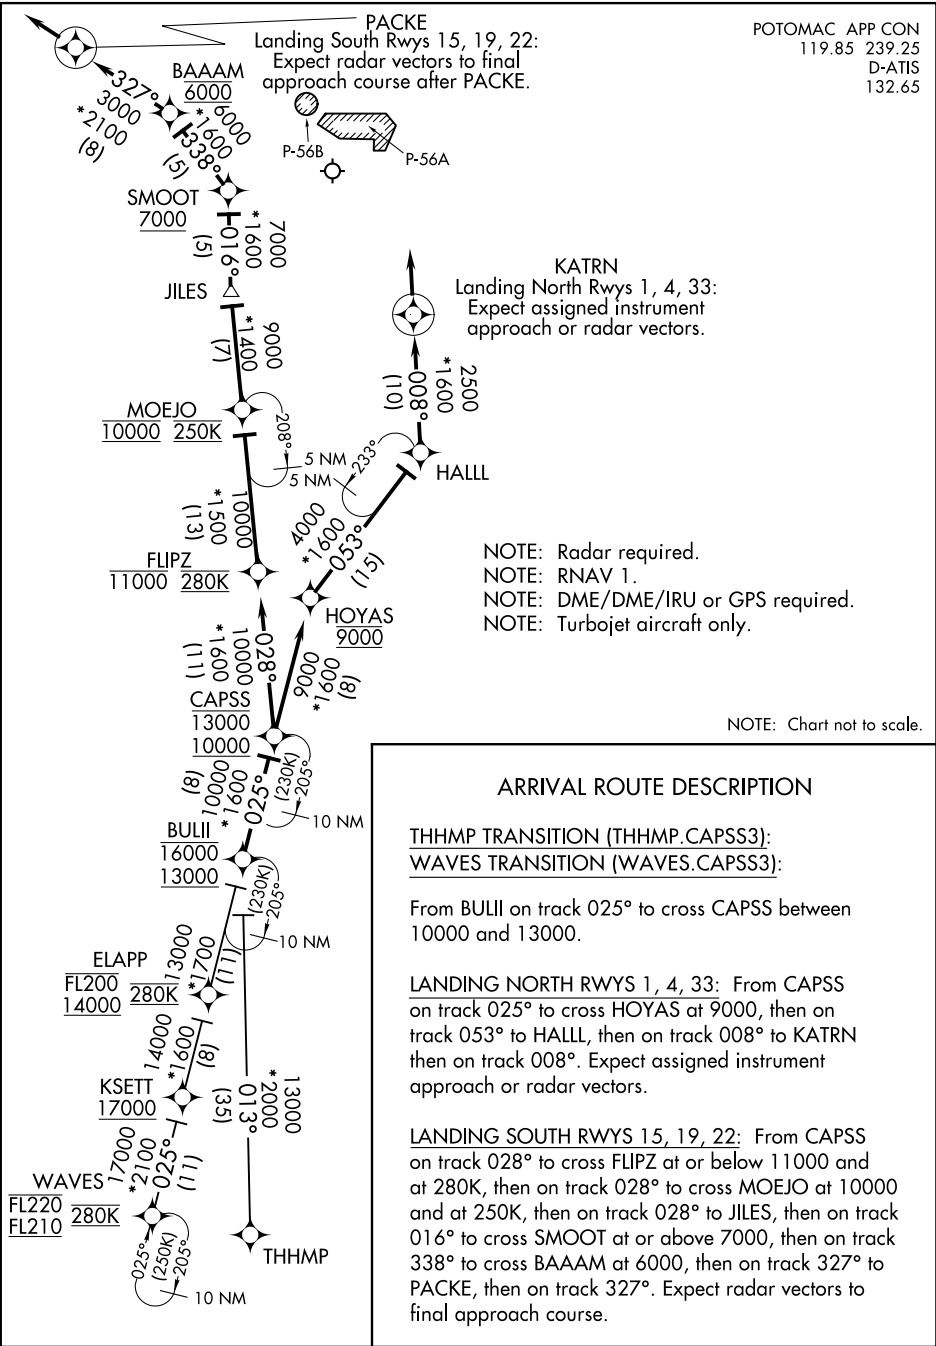 PACKE
Landing South Rwys 15, 19, 22:
Expect radar vectors to final
approach course after PACKE.
POTOMAC APP CON
119.85 239.25
D-ATIS
132.65
BAAAM
6000
327°
3000
*2100
(8)
6000
*1600
338°
(5)
P-56B
P-56A
SMOOT
7000
7000
*1600
016°
(5)
JILES
KATRN
Landing North Rwys 1, 4, 33:
Expect assigned instrument
approach or radar vectors.
9000
*1400
(7)
2500
*1600
008°
(10)
MOEJO
10000 250K
208°
5 NM
5 NM
233°
HALLL
10000
*1500
(13)
4000
*1600
053°
(15)
FLIPZ
11000 280K
NOTE: Radar required.
NOTE: RNAV 1.
NOTE: DME/DME/IRU or GPS required.
NOTE: Turbojet aircraft only.
HOYAS
9000
028°
10000
*1600
(11)
9000
*1600
(8)
CAPSS
13000
10000
NOTE: Chart not to scale.
(230K)
205°
10 NM
10000
*1600
025°
(8)
BULII
16000
13000
(230K)
205°
10 NM
13000
*1700
(11)
ELAPP
FL200
14000
280K
14000
*1600
(8)
KSETT
17000
13000
*2000
013°
(35)
17000
*2100
025°
(11)
WAVES
FL220
FL210
280K
025°
(250K)
205°
10 NM
THHMP
ARRIVAL ROUTE DESCRIPTION
THHMP TRANSITION (THHMP.CAPSS3):
WAVES TRANSITION (WAVES.CAPSS3):
From BULII on track 025° to cross CAPSS between
10000 and 13000.
LANDING NORTH RWYS 1, 4, 33: From CAPSS
on track 025° to cross HOYAS at 9000, then on
track 053° to HALLL, then on track 008° to KATRN
then on track 008°. Expect assigned instrument
approach or radar vectors.
LANDING SOUTH RWYS 15, 19, 22: From CAPSS
on track 028° to cross FLIPZ at or below 11000 and
at 280K, then on track 028° to cross MOEJO at 10000
and at 250K, then on track 028° to JILES, then on track
016° to cross SMOOT at or above 7000, then on track
338° to cross BAAAM at 6000, then on track 327° to
PACKE, then on track 327°. Expect radar vectors to
final approach course.